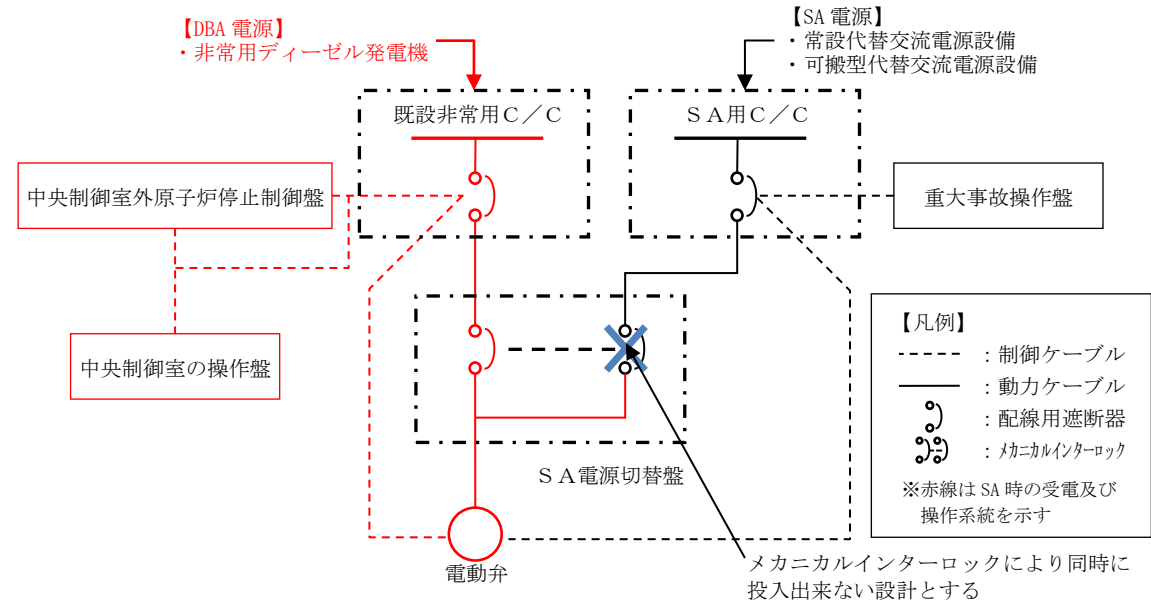 【DBA 電源】
・非常用ディーゼル発電機
【SA 電源】
・常設代替交流電源設備
・可搬型代替交流電源設備
既設非常用Ｃ／Ｃ
ＳＡ用Ｃ／Ｃ
中央制御室外原子炉停止制御盤
重大事故操作盤
中央制御室の操作盤
ＳＡ電源切替盤
電動弁
【凡例】
：制御ケーブル
：動力ケーブル
：配線用遮断器
：ﾒｶﾆｶﾙｲﾝﾀｰﾛｯｸ
※赤線は SA 時の受電及び
操作系統を示す
メカニカルインターロックにより同時に
投入出来ない設計とする